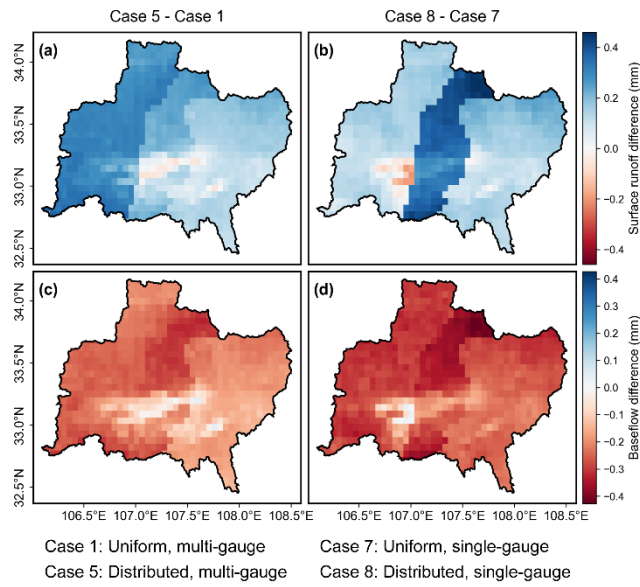 Case 5 - Case 1
Case 8 - Case 7
(a)
(b)
34.0°N
33.5°N
33.0°N
32.5°N
0.4
0.2
0.0
−0.2
−0.4
Surface runoff difference (mm)
(c)
(d)
34.0°N
33.5°N
33.0°N
32.5°N
0.4
0.3
0.2
0.1
0.0
−0.1
−0.2
−0.3
−0.4
Baseflow difference (mm)
106.5°E 107.0°E 107.5°E 108.0°E 108.5°E
106.5°E 107.0°E 107.5°E 108.0°E 108.5°E
Case 1: Uniform, multi-gauge
Case 7: Uniform, single-gauge
Case 5: Distributed, multi-gauge
Case 8: Distributed, single-gauge